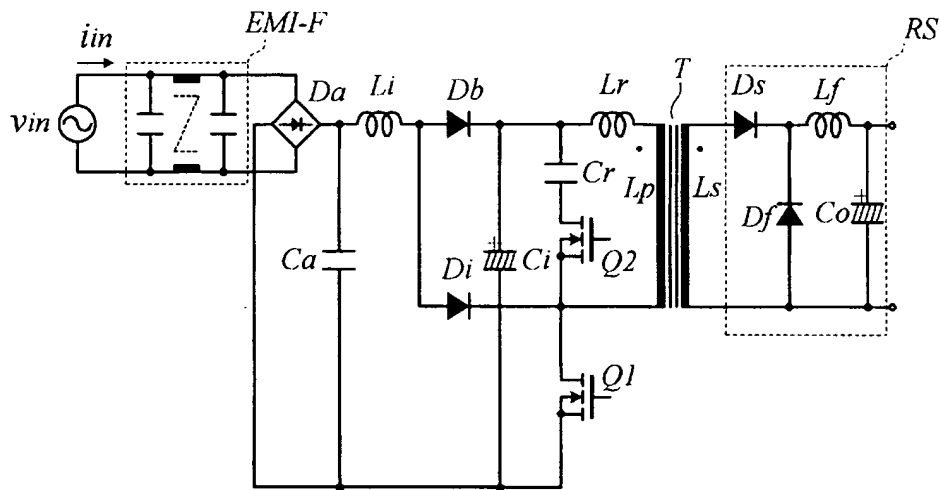 EMI-F
RS
iin
vin
Da
Li
Db
Lr
T
Ds
Lf
Cr
Lp
Ls
Ca
Di
Ci
Q2
Df
+
Co
+
Q1